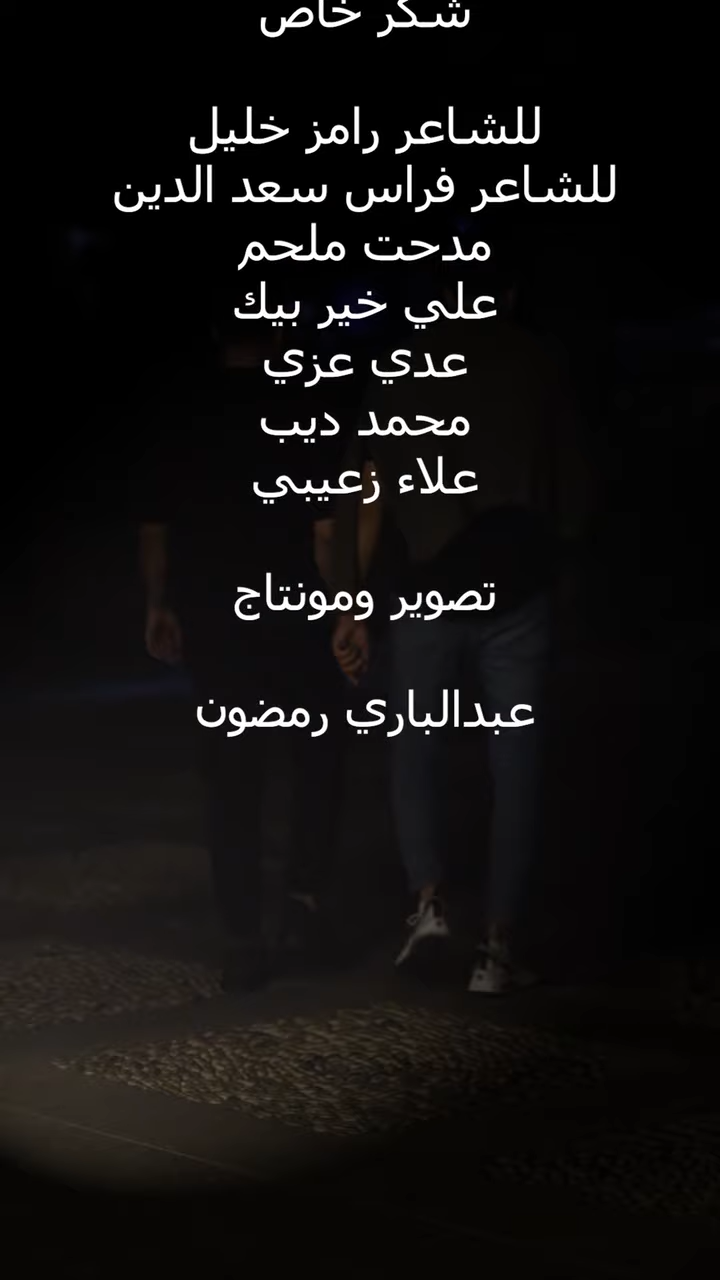 شكر خاص
للشاعر رامز خليل
للشاعر فراس سعد الدين
مدحت ملحم
علي خير بيك
عدي عزي
محمد ديب
علاء زعيبي
تصوير ومونتاج
عبدالباري رمضون